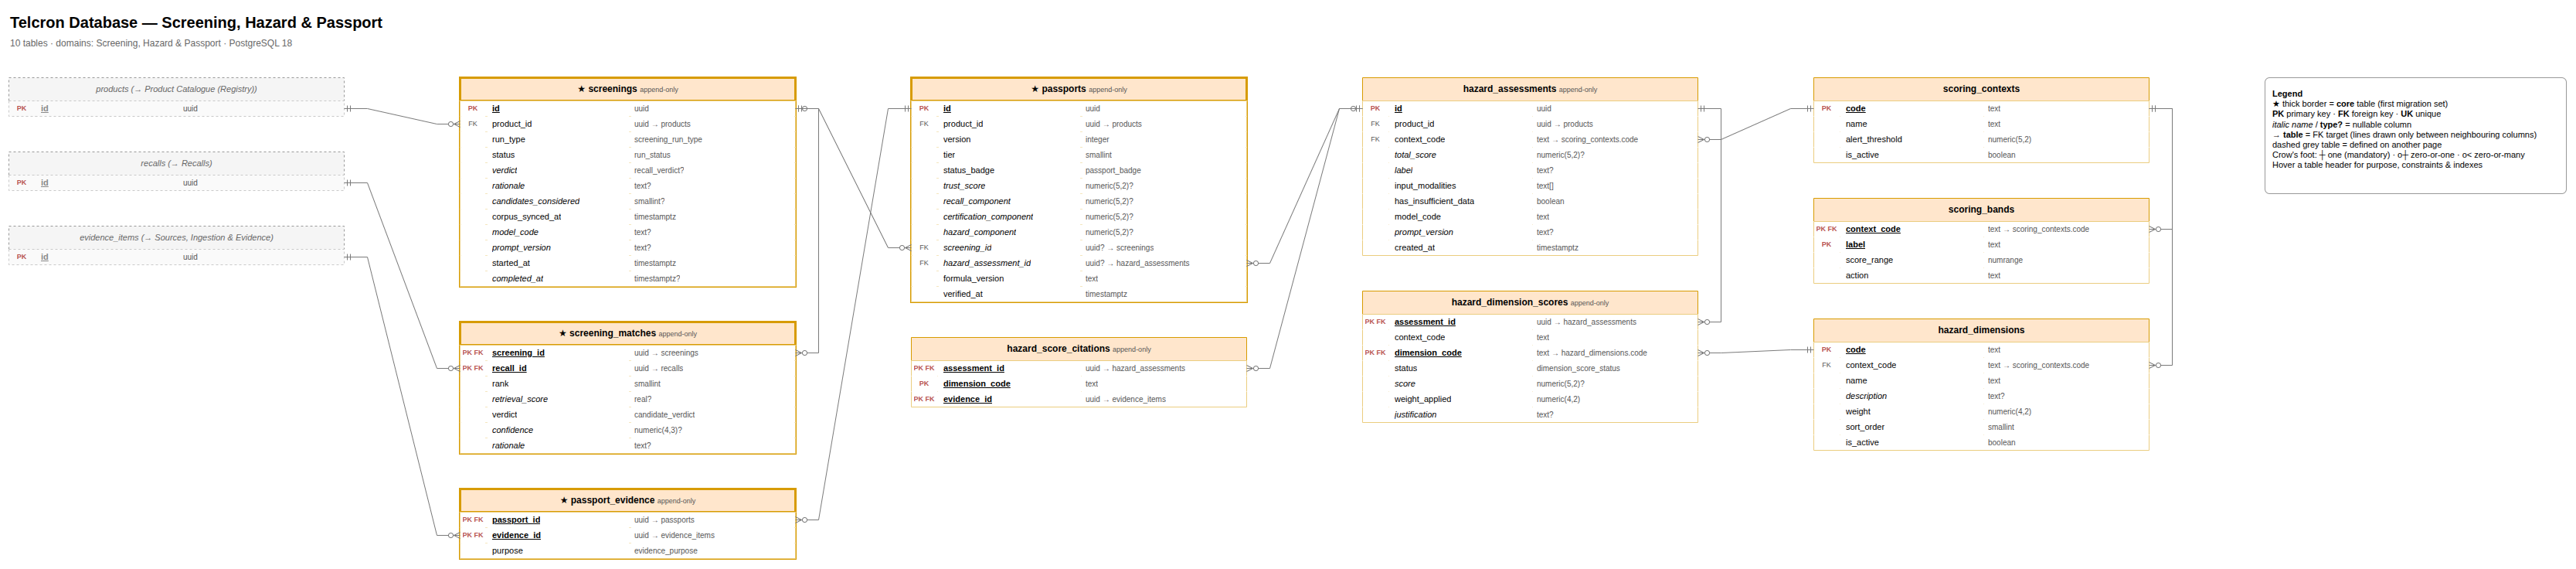 Telcron Database — Screening, Hazard & Passport
10 tables · domains: Screening, Hazard & Passport · PostgreSQL 18
products (→ Product Catalogue (Registry))
PK id uuid
recalls (→ Recalls)
PK id uuid
evidence_items (→ Sources, Ingestion & Evidence)
PK id uuid
★ screenings append-only
PK id uuid
FK product_id uuid → products
run_type screening_run_type
status run_status
verdict recall_verdict?
rationale text?
candidates_considered smallint?
corpus_synced_at timestamptz
model_code text?
prompt_version text?
started_at timestamptz
completed_at timestamptz?
★ screening_matches append-only
PK FK screening_id uuid → screenings
PK FK recall_id uuid → recalls
rank smallint
retrieval_score real?
verdict candidate_verdict
confidence numeric(4,3)?
rationale text?
★ passport_evidence append-only
PK FK passport_id uuid → passports
PK FK evidence_id uuid → evidence_items
purpose evidence_purpose
★ passports append-only
PK id uuid
FK product_id uuid → products
version integer
tier smallint
status_badge passport_badge
trust_score numeric(5,2)?
recall_component numeric(5,2)?
certification_component numeric(5,2)?
hazard_component numeric(5,2)?
FK screening_id uuid? → screenings
FK hazard_assessment_id uuid? → hazard_assessments
formula_version text
verified_at timestamptz
hazard_score_citations append-only
PK FK assessment_id uuid → hazard_assessments
PK dimension_code text
PK FK evidence_id uuid → evidence_items
hazard_assessments append-only
PK id uuid
FK product_id uuid → products
FK context_code text → scoring_contexts.code
total_score numeric(5,2)?
label text?
input_modalities text[]
has_insufficient_data boolean
model_code text
prompt_version text?
created_at timestamptz
hazard_dimension_scores append-only
PK FK assessment_id uuid → hazard_assessments
context_code text
PK FK dimension_code text → hazard_dimensions.code
status dimension_score_status
score numeric(5,2)?
weight_applied numeric(4,2)
justification text?
scoring_contexts
PK code text
name text
alert_threshold numeric(5,2)
is_active boolean
scoring_bands
PK FK context_code text → scoring_contexts.code
PK label text
score_range numrange
action text
hazard_dimensions
PK code text
FK context_code text → scoring_contexts.code
name text
description text?
weight numeric(4,2)
sort_order smallint
is_active boolean
Legend
★ thick border = core table (first migration set)
PK primary key · FK foreign key · UK unique
italic name / type? = nullable column
→ table = FK target (lines drawn only between neighbouring columns)
dashed grey table = defined on another page
Crow's foot: ┼ one (mandatory) · o┼ zero-or-one · o< zero-or-many
Hover a table header for purpose, constraints & indexes